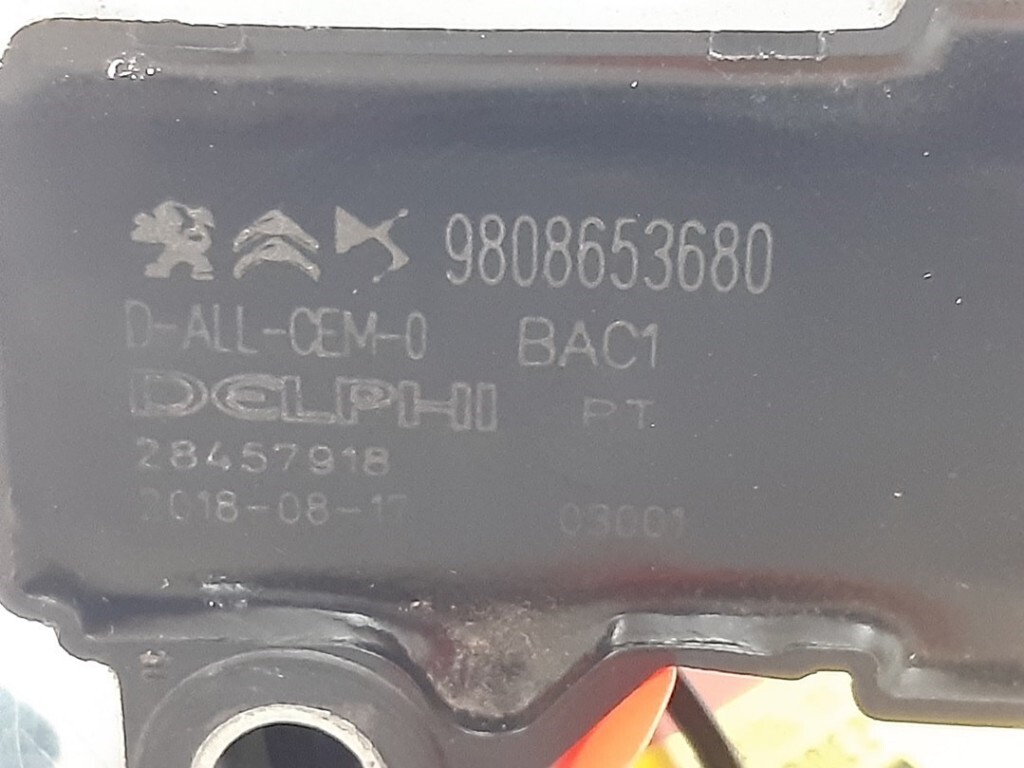 9808653680
D-ALL-CEM-0 BAC1
DELPHI PT
28457918
2018-08-17 03001